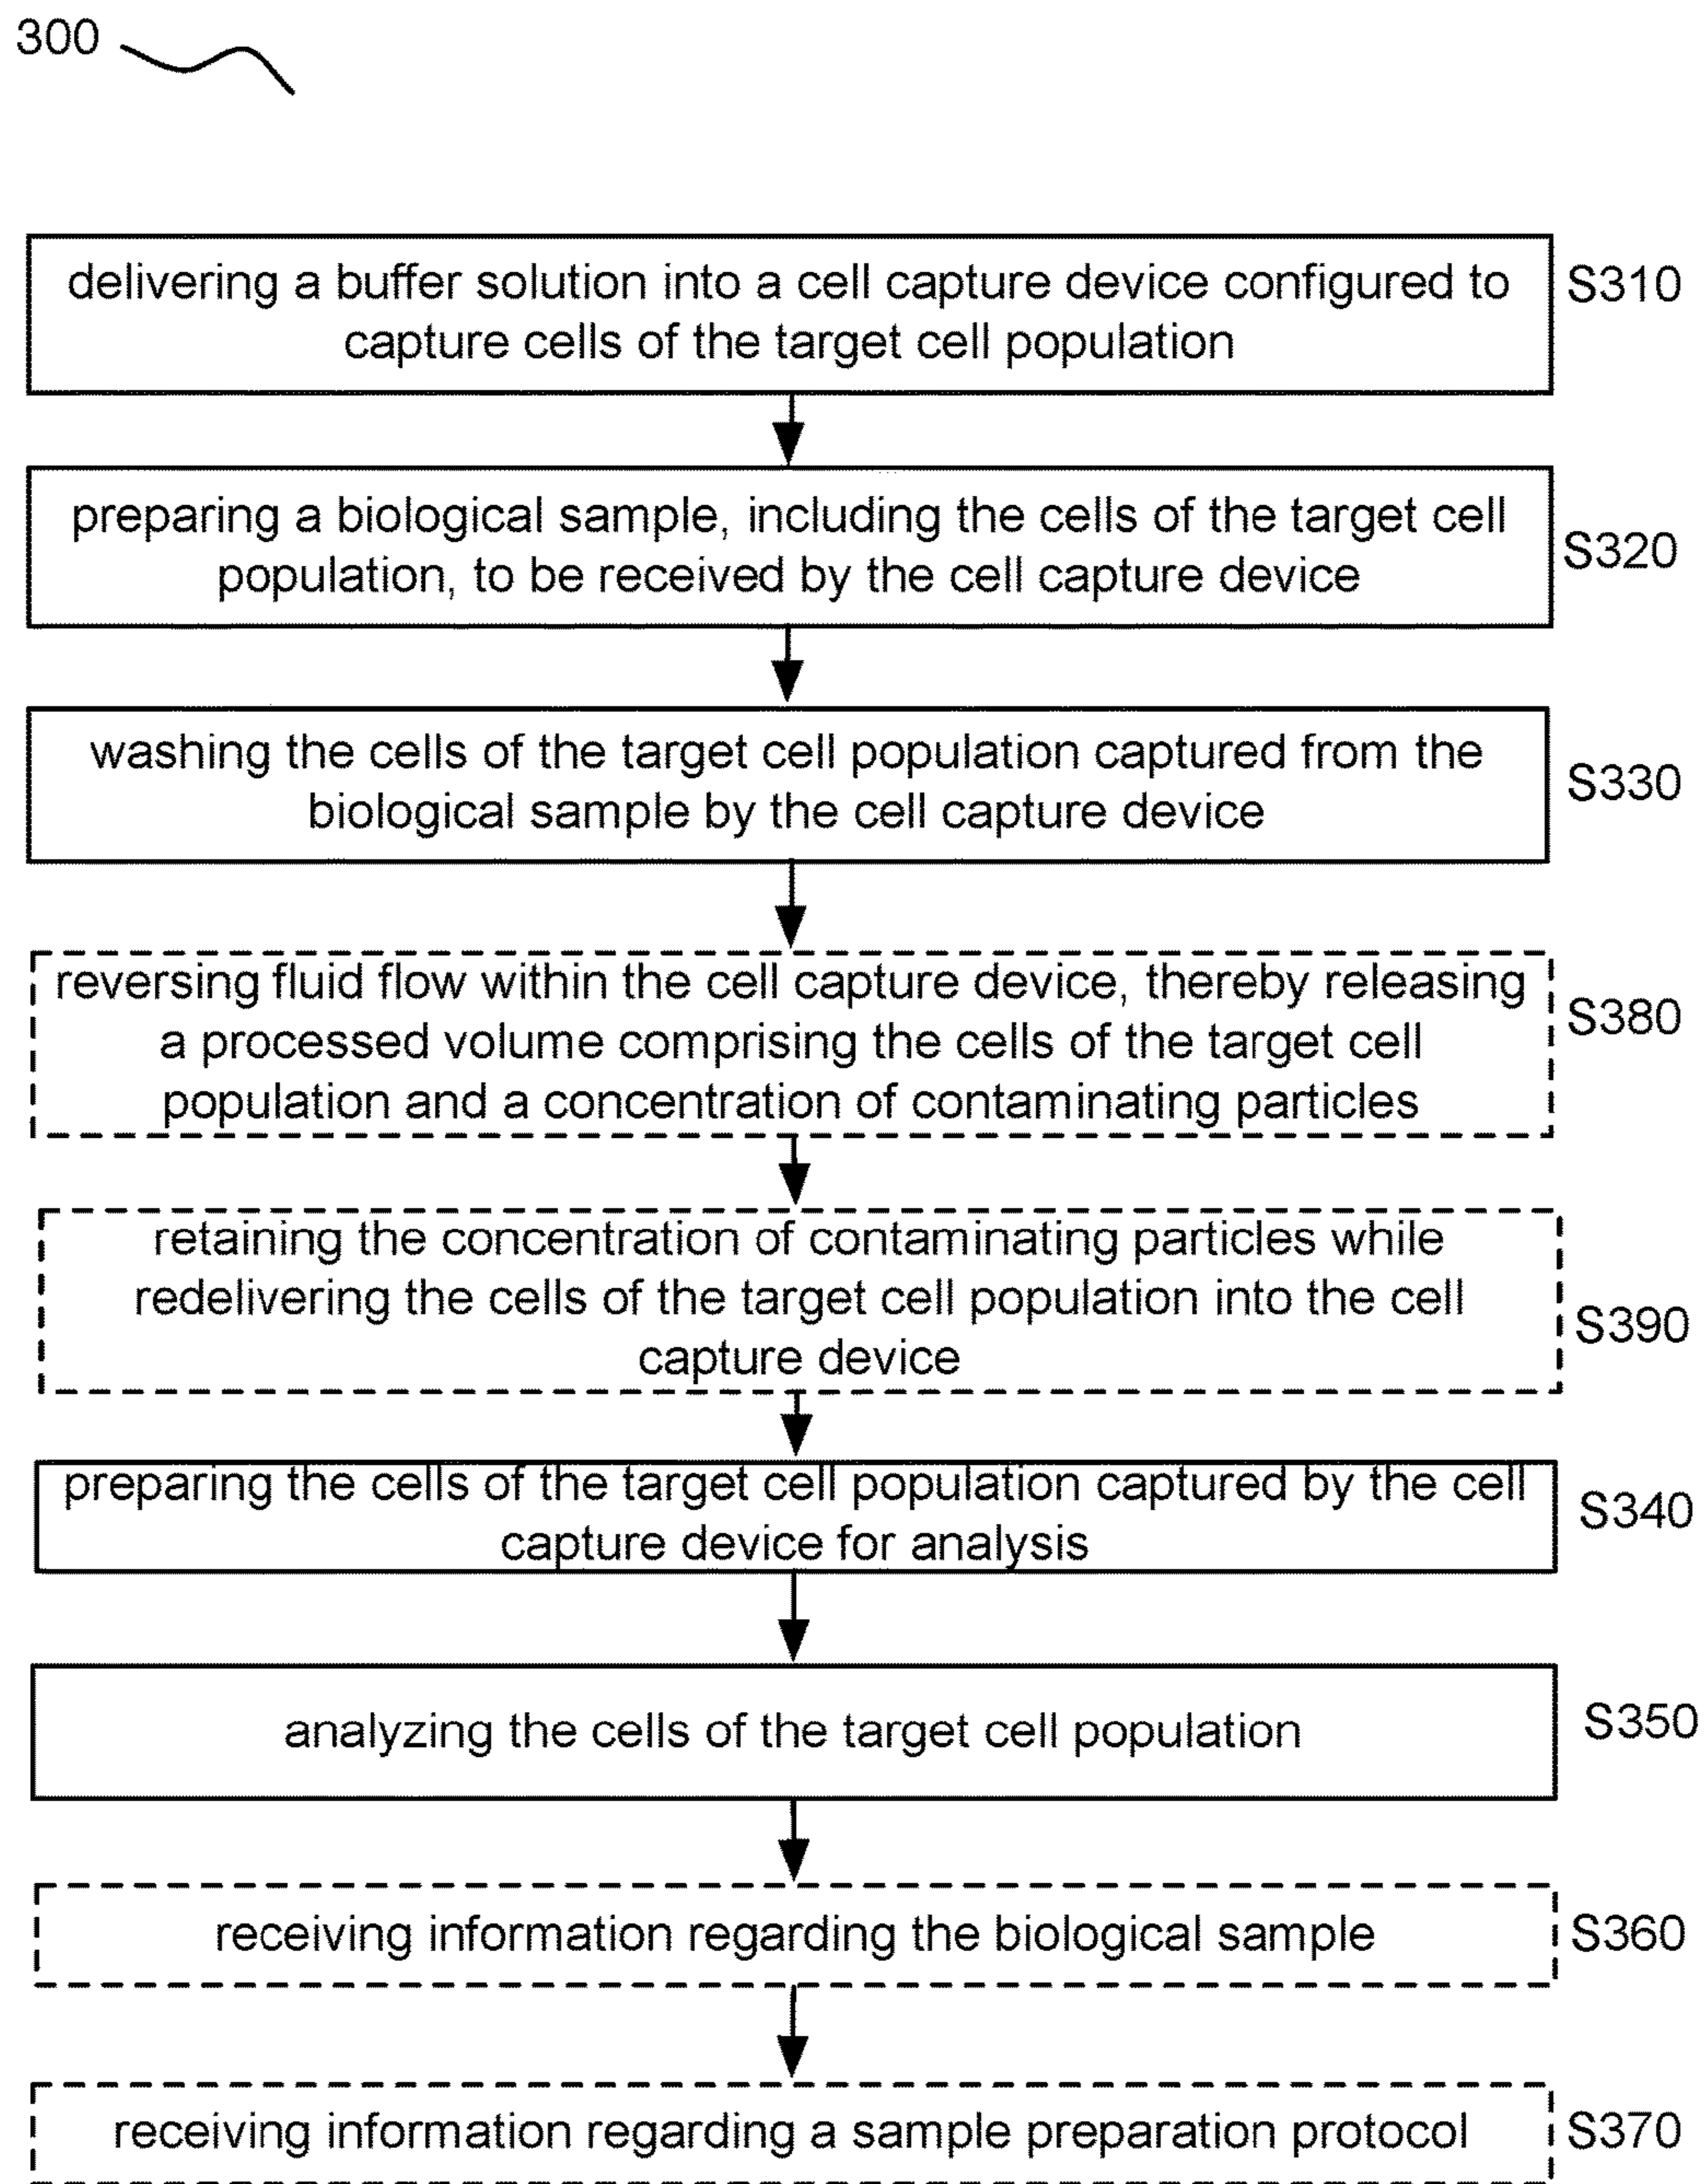 300
delivering a buffer solution into a cell capture device configured to
capture cells of the target cell population
S310
preparing a biological sample, including the cells of the target cell
population, to be received by the cell capture device
S320
washing the cells of the target cell population captured from the
biological sample by the cell capture device
S330
reversing fluid flow within the cell capture device, thereby releasing
a processed volume comprising the cells of the target cell
population and a concentration of contaminating particles
S380
retaining the concentration of contaminating particles while
redelivering the cells of the target cell population into the cell
capture device
S390
preparing the cells of the target cell population captured by the cell
capture device for analysis
S340
analyzing the cells of the target cell population
S350
receiving information regarding the biological sample
S360
receiving information regarding a sample preparation protocol
S370